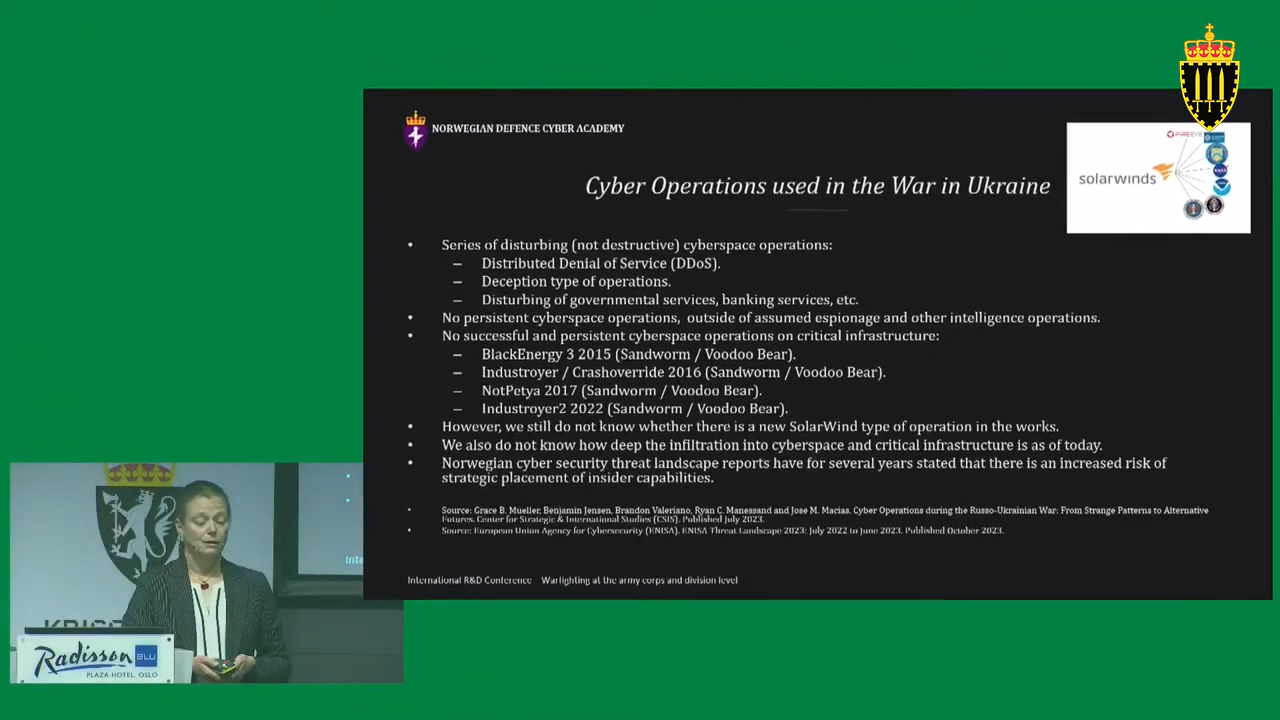 NORWEGIAN DEFENCE CYBER ACADEMY
FIREEYE
solarwinds
Cyber Operations used in the War in Ukraine
• Series of disturbing (not destructive) cyberspace operations:
– Distributed Denial of Service (DDoS).
– Deception type of operations.
– Disturbing of governmental services, banking services, etc.
• No persistent cyberspace operations, outside of assumed espionage and other intelligence operations.
• No successful and persistent cyberspace operations on critical infrastructure:
– BlackEnergy 3 2015 (Sandworm / Voodoo Bear).
– Industroyer / Crashoverride 2016 (Sandworm / Voodoo Bear).
– NotPetya 2017 (Sandworm / Voodoo Bear).
– Industroyer2 2022 (Sandworm / Voodoo Bear).
• However, we still do not know whether there is a new SolarWind type of operation in the works.
• We also do not know how deep the infiltration into cyberspace and critical infrastructure is as of today.
• Norwegian cyber security threat landscape reports have for several years stated that there is an increased risk of
strategic placement of insider capabilities.
• Source: Grace B. Mueller, Benjamin Jensen, Brandon Valeriano, Ryan C. Manessand and Jose M. Macias. Cyber Operations during the Russo-Ukrainian War: From Strange Patterns to Alternative
Futures. Center for Strategic & International Studies (CSIS). Published July 2023.
• Source: European Union Agency for Cybersecurity (ENISA). ENISA Threat Landscape 2023: July 2022 to June 2023. Published October 2023.
International R&D Conference Warfighting at the army corps and division level
Inte
Radisson BLU
PLAZA HOTEL, OSLO